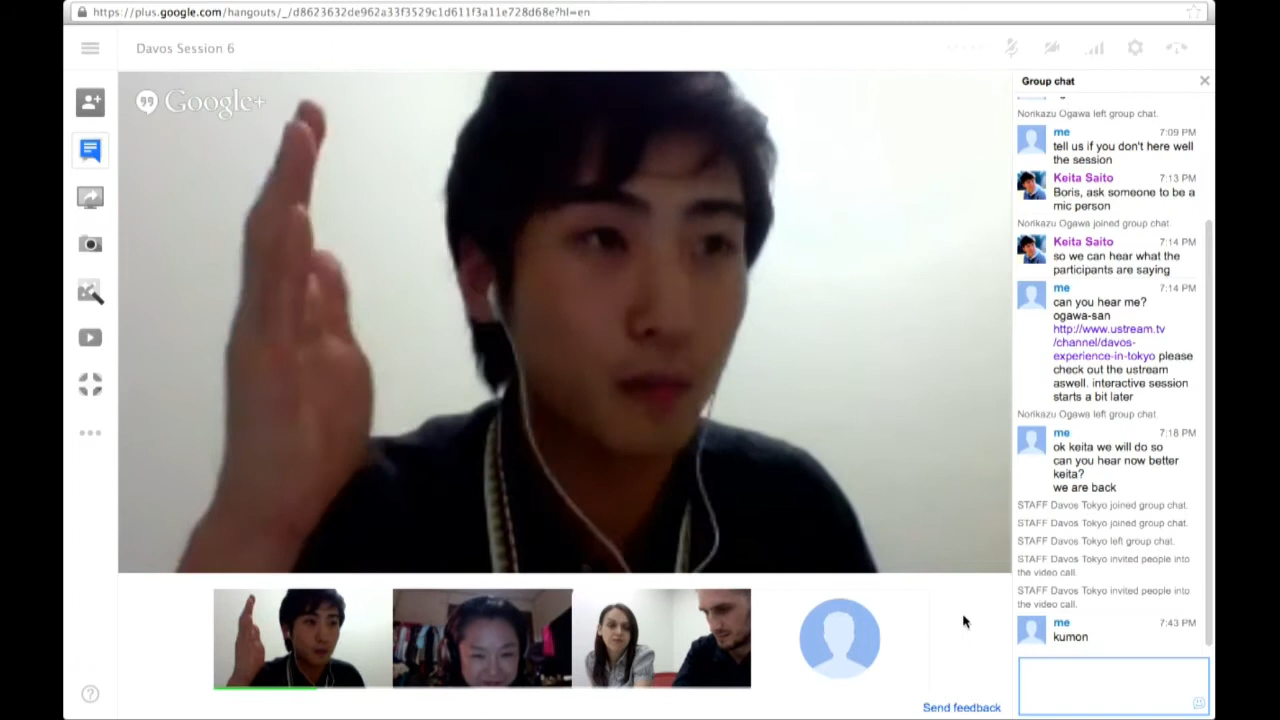 https://plus.google.com/hangouts/_/d8623632de962a33f3529c1d611f3a11e728d68e?hl=en
Davos Session 6
Google+
Group chat
Norikazu Ogawa left group chat.
me 7:09 PM
tell us if you don't here well
the session
Keita Saito 7:13 PM
Boris, ask someone to be a
mic person
Norikazu Ogawa joined group chat.
Keita Saito 7:14 PM
so we can hear what the
participants are saying
me 7:14 PM
can you hear me?
ogawa-san
http://www.ustream.tv
/channel/davos-
experience-in-tokyo please
check out the ustream
aswell. interactive session
starts a bit later
Norikazu Ogawa left group chat.
me 7:18 PM
ok keita we will do so
can you hear now better
keita?
we are back
STAFF Davos Tokyo joined group chat.
STAFF Davos Tokyo joined group chat.
STAFF Davos Tokyo left group chat.
STAFF Davos Tokyo invited people into
the video call.
STAFF Davos Tokyo invited people into
the video call.
me 7:43 PM
kumon
Send feedback